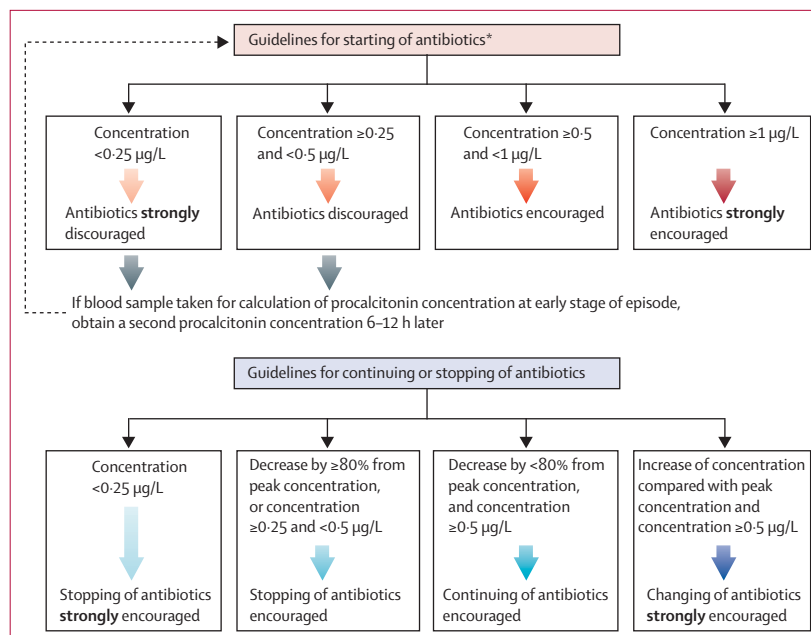 Guidelines for starting of antibiotics*
Concentration
<0·25 μg/L
Antibiotics strongly
discouraged
Concentration ≥0·25
and <0·5 μg/L
Antibiotics discouraged
Concentration ≥0·5
and <1 μg/L
Antibiotics encouraged
Concentration ≥1 μg/L
Antibiotics strongly
encouraged
If blood sample taken for calculation of procalcitonin concentration at early stage of episode,
obtain a second procalcitonin concentration 6–12 h later
Guidelines for continuing or stopping of antibiotics
Concentration
<0·25 μg/L
Stopping of antibiotics
strongly encouraged
Decrease by ≥80% from
peak concentration,
or concentration
≥0·25 and <0·5 μg/L
Stopping of antibiotics
encouraged
Decrease by <80% from
peak concentration,
and concentration
≥0·5 μg/L
Continuing of antibiotics
encouraged
Increase of concentration
compared with peak
concentration and
concentration ≥0·5 μg/L
Changing of antibiotics
strongly encouraged